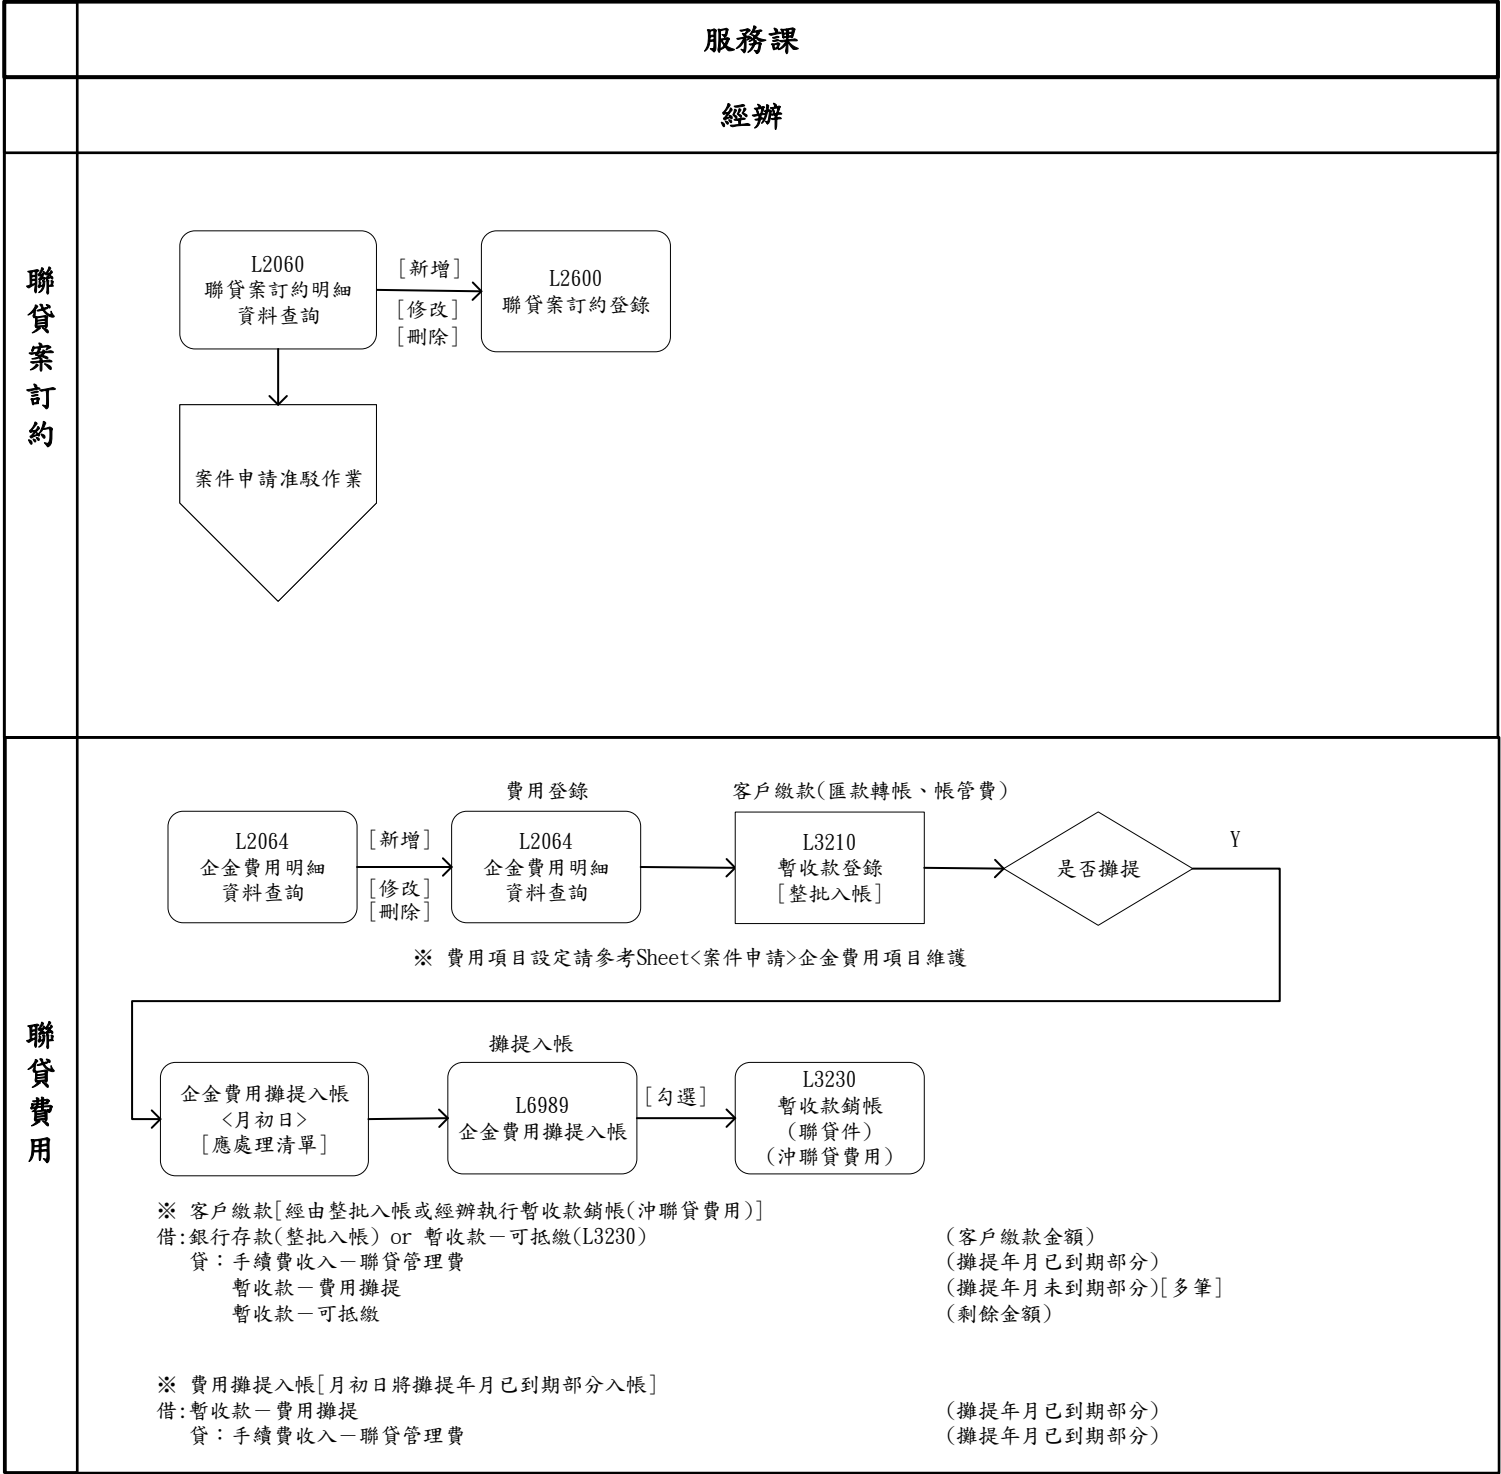 服務課
經辦
聯貸案訂約
L2060
聯貸案訂約明細
資料查詢
[新增]
[修改]
[刪除]
L2600
聯貸案訂約登錄
案件申請准駁作業
聯貸費用
費用登錄
客戶繳款(匯款轉帳、帳管費)
L2064
企金費用明細
資料查詢
[新增]
[修改]
[刪除]
L2064
企金費用明細
資料查詢
L3210
暫收款登錄
[整批入帳]
是否攤提
Y
※ 費用項目設定請參考Sheet<案件申請>企金費用項目維護
攤提入帳
企金費用攤提入帳
<月初日>
[應處理清單]
L6989
企金費用攤提入帳
[勾選]
L3230
暫收款銷帳
(聯貸件)
(沖聯貸費用)
※ 客戶繳款[經由整批入帳或經辦執行暫收款銷帳(沖聯貸費用)]
借:銀行存款(整批入帳) or 暫收款－可抵繳(L3230) (客戶繳款金額)
貸：手續費收入－聯貸管理費 (攤提年月已到期部分)
暫收款－費用攤提 (攤提年月未到期部分)[多筆]
暫收款－可抵繳 (剩餘金額)
※ 費用攤提入帳[月初日將攤提年月已到期部分入帳]
借:暫收款－費用攤提 (攤提年月已到期部分)
貸：手續費收入－聯貸管理費 (攤提年月已到期部分)